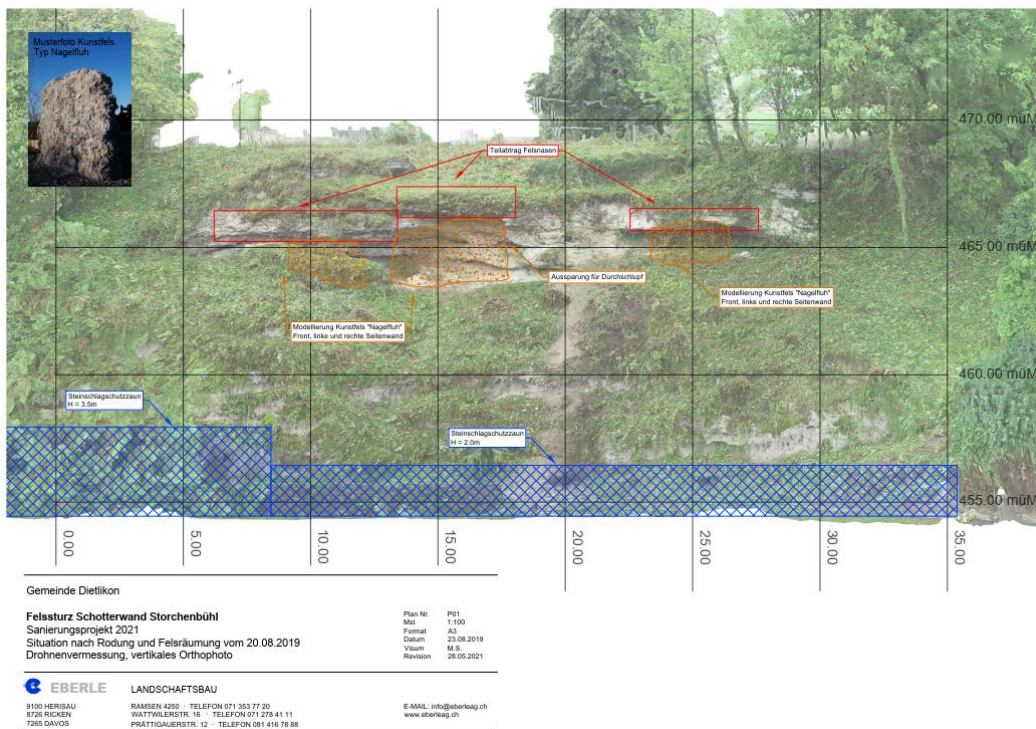 Musterfoto Kunstfels
Typ Nagelfluh
470.00 müM
Teilabtrag Felsnasen
465.00 müM
Aussparung für Durchschlupf
Modellierung Kunstfels "Nagelfluh"
Front, linke und rechte Seitenwand
Modellierung Kunstfels "Nagelfluh"
Front, linke und rechte Seitenwand
460.00 müM
Steinschlagschutzzaun
H = 3.5m
Steinschlagschutzzaun
H = 2.0m
455.00 müM
0.00
5.00
10.00
15.00
20.00
25.00
30.00
35.00
Gemeinde Dietlikon
Felssturz Schotterwand Storchenbühl
Sanierungsprojekt 2021
Situation nach Rodung und Felsräumung vom 20.08.2019
Drohnenvermessung, vertikales Orthophoto
Plan Nr. P01
Mst 1:100
Format A3
Datum 23.08.2019
Visum M.S.
Revision 28.05.2021
EBERLE LANDSCHAFTSBAU
9100 HERISAU RAMSEN 4250 · TELEFON 071 353 77 20 E-MAIL: info@eberleag.ch
8726 RICKEN WATTWILERSTR. 16 · TELEFON 071 278 41 11 www.eberleag.ch
7265 DAVOS PRÄTTIGAUERSTR. 12 · TELEFON 081 416 78 88